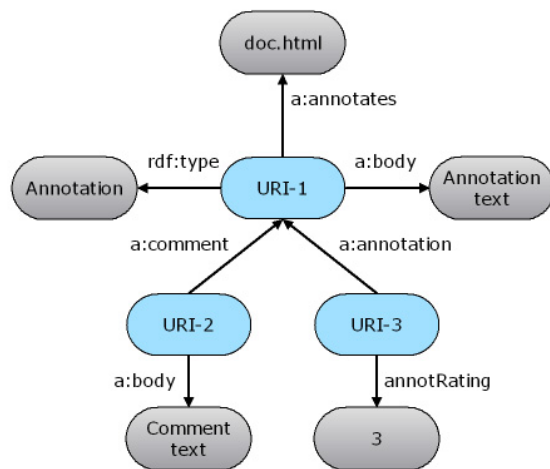 doc.html
a:annotates
rdf:type
a:body
Annotation
URI-1
Annotation
text
a:comment
a:annotation
URI-2
URI-3
a:body
annotRating
Comment
text
3